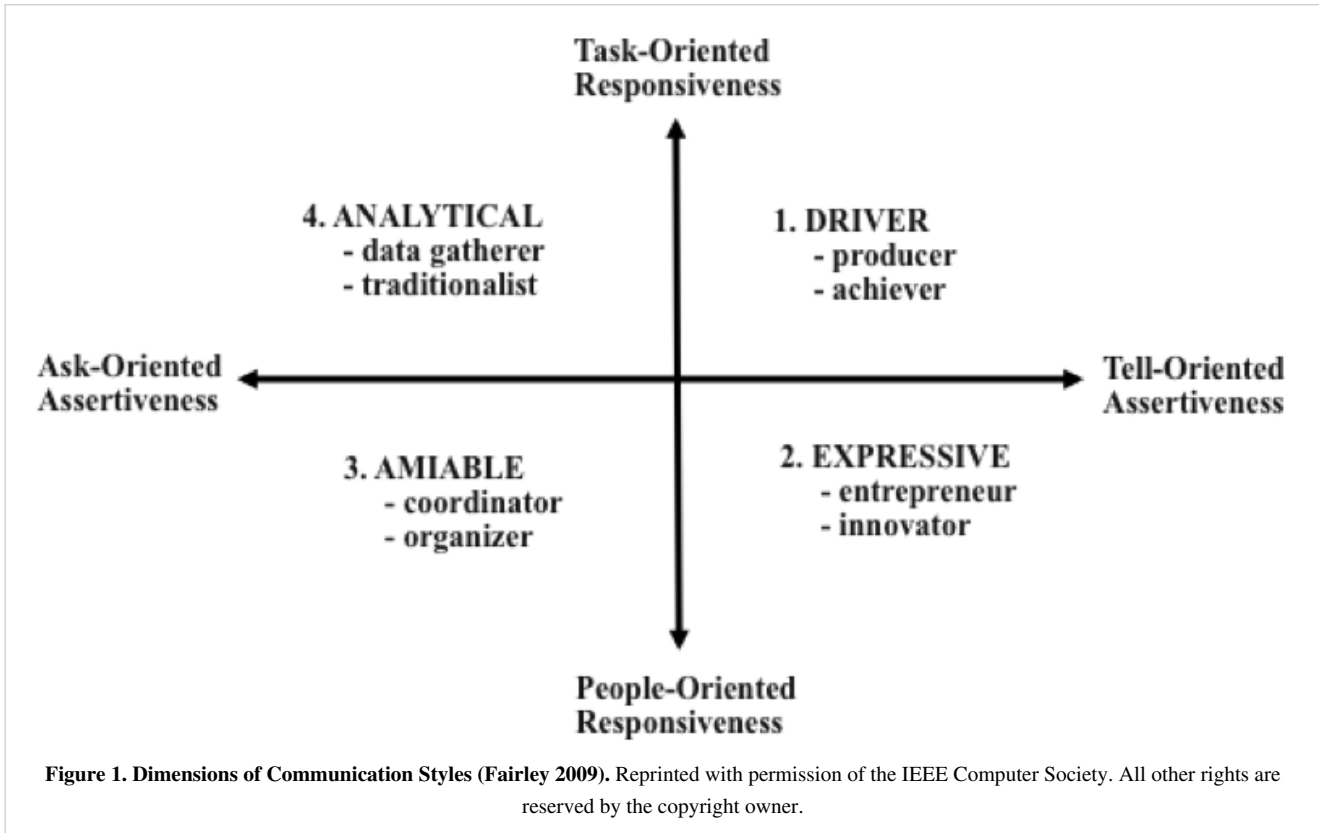 Task-Oriented
Responsiveness
4. ANALYTICAL
- data gatherer
- traditionalist
1. DRIVER
- producer
- achiever
Ask-Oriented
Assertiveness
Tell-Oriented
Assertiveness
3. AMIABLE
- coordinator
- organizer
2. EXPRESSIVE
- entrepreneur
- innovator
People-Oriented
Responsiveness
Figure 1. Dimensions of Communication Styles (Fairley 2009). Reprinted with permission of the IEEE Computer Society. All other rights are
reserved by the copyright owner.